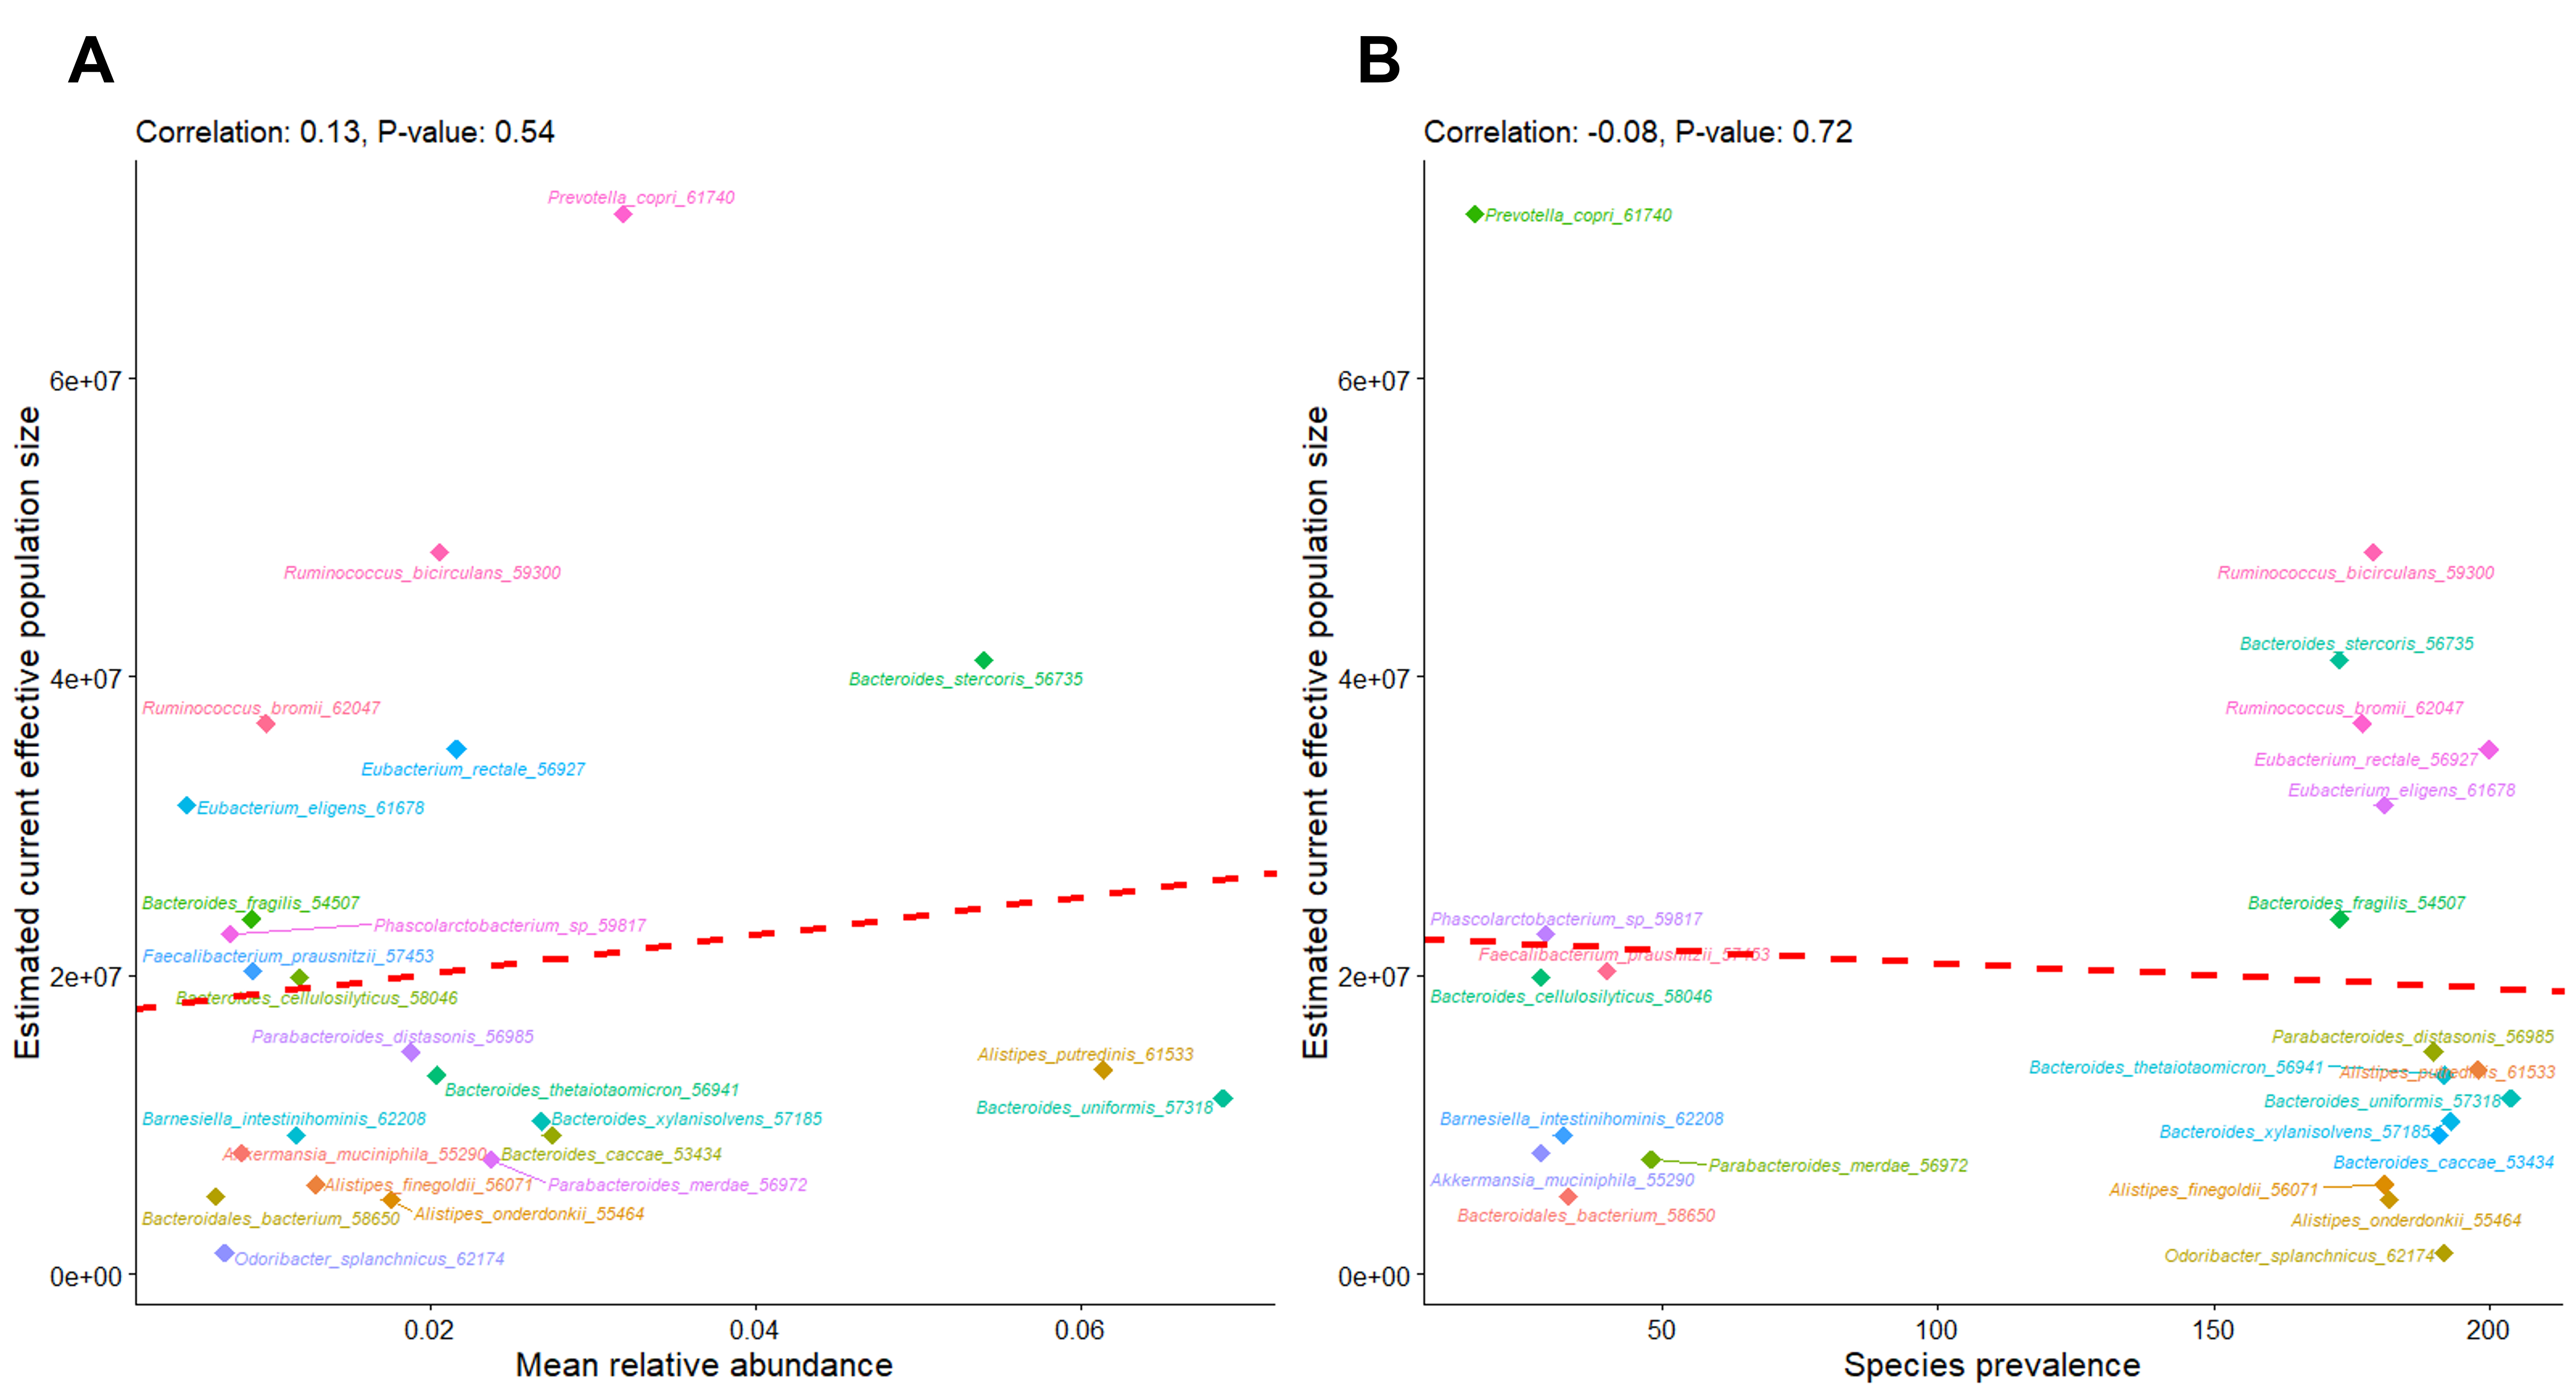 A
Correlation: 0.13, P-value: 0.54
Estimated current effective population size
6e+07
4e+07
2e+07
0e+00
Prevotella_copri_61740
Ruminococcus_bicirculans_59300
Bacteroides_stercoris_56735
Ruminococcus_bromii_62047
Eubacterium_rectale_56927
Eubacterium_eligens_61678
Bacteroides_fragilis_54507
Phascolarctobacterium_sp_59817
Faecalibacterium_prausnitzii_57453
Bacteroides_cellulosilyticus_58046
Parabacteroides_distasonis_56985
Alistipes_putredinis_61533
Bacteroides_thetaiotaomicron_56941
Bacteroides_uniformis_57318
Barnesiella_intestinihominis_62208
Bacteroides_xylanisolvens_57185
Akkermansia_muciniphila_55290
Bacteroides_caccae_53434
Alistipes_finegoldii_56071
Parabacteroides_merdae_56972
Bacteroidales_bacterium_58650
Alistipes_onderdonkii_55464
Odoribacter_splanchnicus_62174
0.02
0.04
0.06
Mean relative abundance
B
Correlation: -0.08, P-value: 0.72
Estimated current effective population size
6e+07
4e+07
2e+07
0e+00
Prevotella_copri_61740
Ruminococcus_bicirculans_59300
Bacteroides_stercoris_56735
Ruminococcus_bromii_62047
Eubacterium_rectale_56927
Eubacterium_eligens_61678
Bacteroides_fragilis_54507
Phascolarctobacterium_sp_59817
Faecalibacterium_prausnitzii_57453
Bacteroides_cellulosilyticus_58046
Parabacteroides_distasonis_56985
Bacteroides_thetaiotaomicron_56941
Alistipes_putredinis_61533
Bacteroides_uniformis_57318
Barnesiella_intestinihominis_62208
Bacteroides_xylanisolvens_57185
Bacteroides_caccae_53434
Parabacteroides_merdae_56972
Akkermansia_muciniphila_55290
Alistipes_finegoldii_56071
Bacteroidales_bacterium_58650
Alistipes_onderdonkii_55464
Odoribacter_splanchnicus_62174
50
100
150
200
Species prevalence